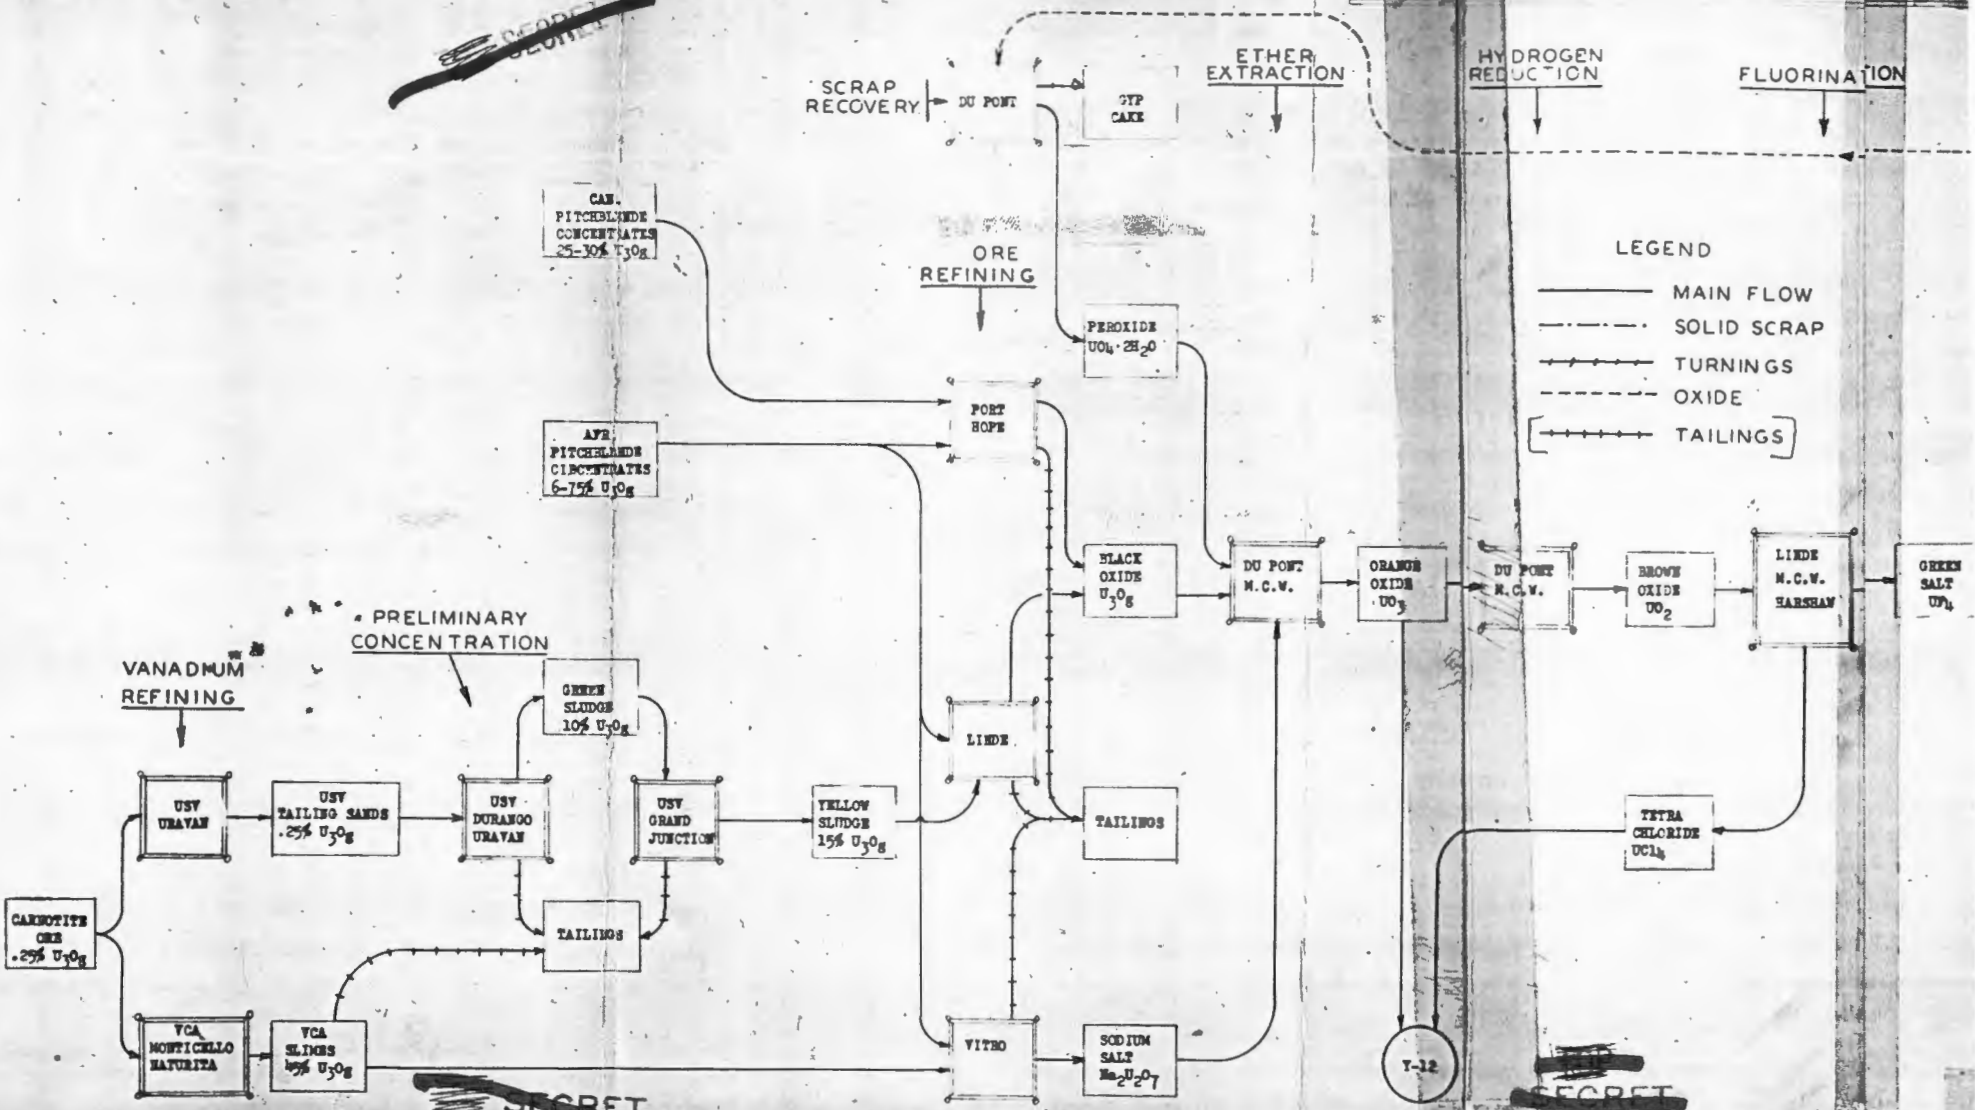 SECRET
SCRAP
RECOVERY
DU PONT
GYP
CAKE
ETHER
EXTRACTION
HYDROGEN
REDUCTION
FLUORINATION
CAN.
PITCHBLENDE
CONCENTRATES
25-30% U3O8
ORE
REFINING
LEGEND
MAIN FLOW
SOLID SCRAP
TURNINGS
OXIDE
TAILINGS
PEROXIDE
UO4·2H2O
PORT
HOPE
AFR.
PITCHBLENDE
CIBCENTRATES
6-75% U3O8
BLACK
OXIDE
U3O8
DU PONT
M.C.W.
ORANGE
OXIDE
UO3
DU PONT
M.C.W.
BROWN
OXIDE
UO2
LINDE
M.C.W.
HARSHAW
GREEN
SALT
UF4
PRELIMINARY
CONCENTRATION
VANADIUM
REFINING
GREEN
SLUDGE
10% U3O8
LINDE
USV
URAVAN
USV
TAILING SANDS
.25% U3O8
USV
DURANGO
URAVAN
USV
GRAND
JUNCTION
YELLOW
SLUDGE
15% U3O8
TAILINGS
TETRA
CHLORIDE
UCl4
CARNOTITE
ORE
.25% U3O8
TAILINGS
VCA
MONTICELLO
NATURITA
VCA
SLIMES
U3O8
VITRO
SODIUM
SALT
Na2U2O7
Y-12
SECRET
SECRET